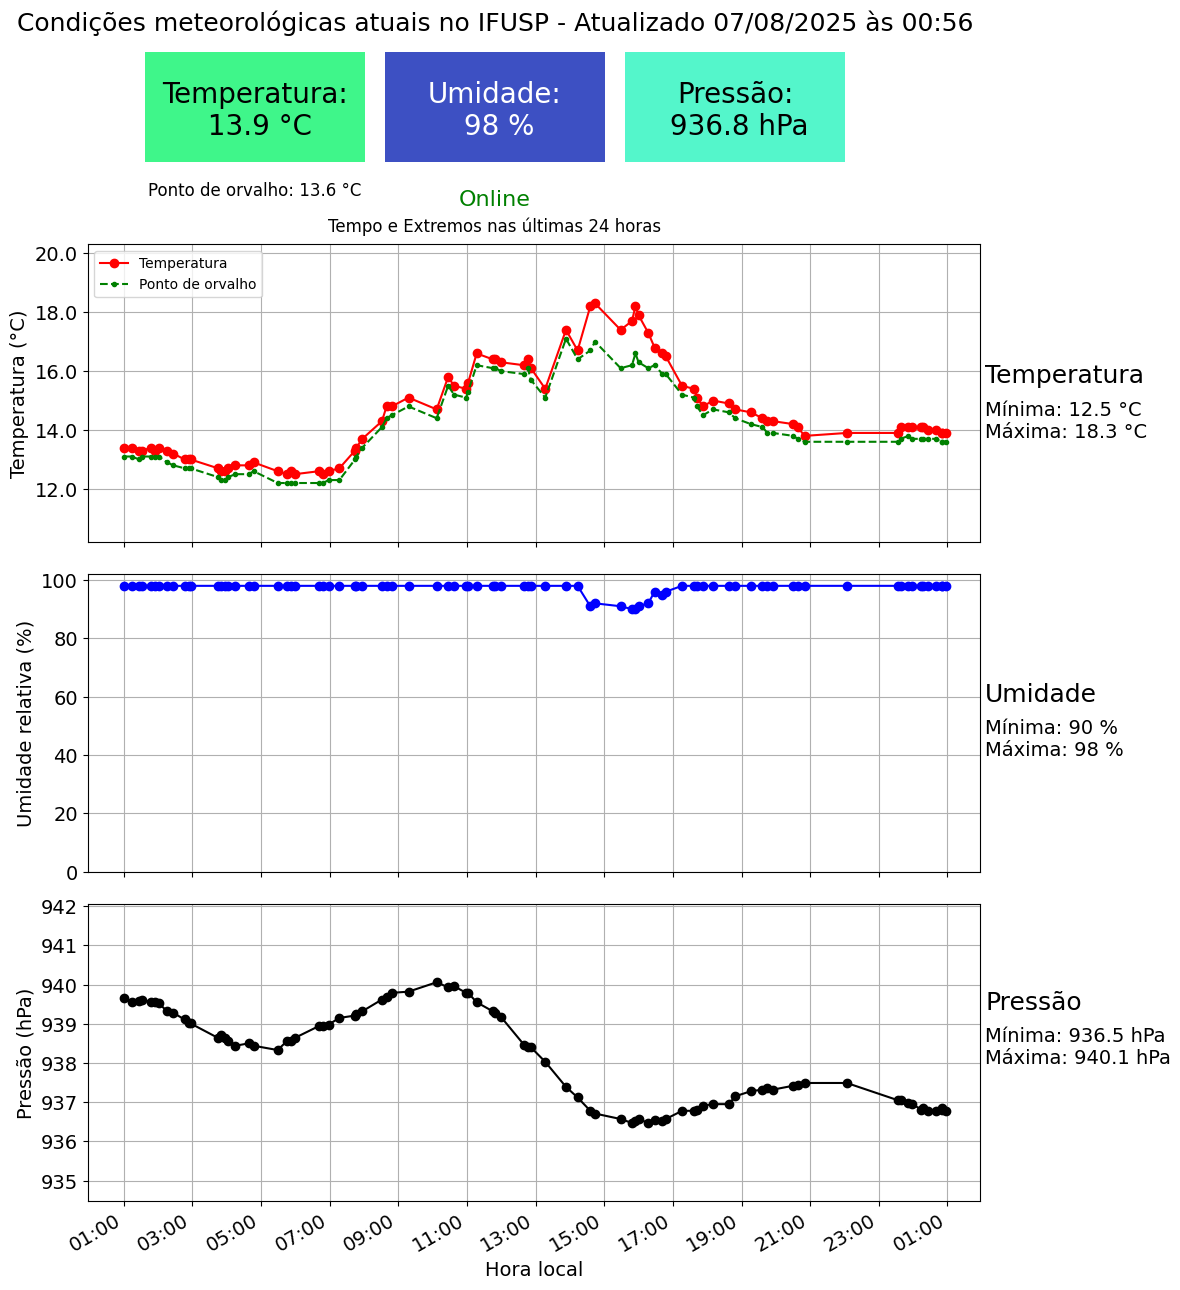 Condições meteorológicas atuais no IFUSP - Atualizado 07/08/2025 às 00:56
Temperatura:
13.9 °C
Umidade:
98 %
Pressão:
936.8 hPa
Ponto de orvalho: 13.6 °C
Online
Tempo e Extremos nas últimas 24 horas
Temperatura
Ponto de orvalho
Temperatura (°C)
20.0
18.0
16.0
14.0
12.0
Temperatura
Mínima: 12.5 °C
Máxima: 18.3 °C
Umidade relativa (%)
100
80
60
40
20
0
Umidade
Mínima: 90 %
Máxima: 98 %
Pressão (hPa)
942
941
940
939
938
937
936
935
Pressão
Mínima: 936.5 hPa
Máxima: 940.1 hPa
01:00 03:00 05:00 07:00 09:00 11:00 13:00 15:00 17:00 19:00 21:00 23:00 01:00
Hora local